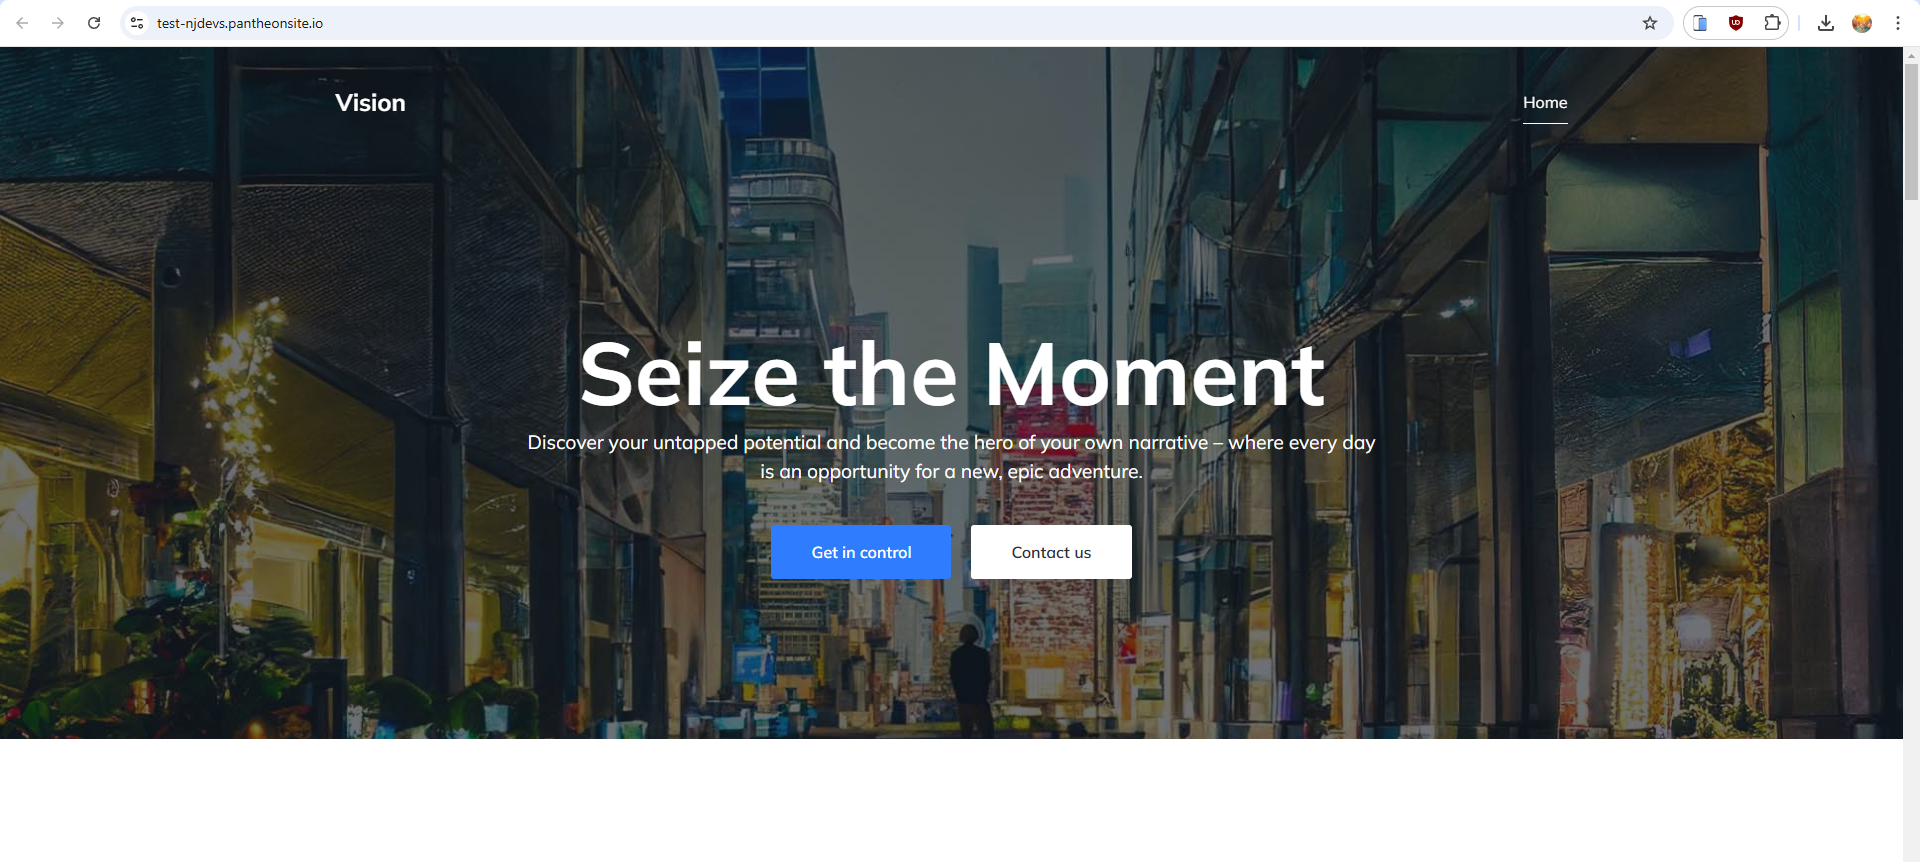 test-njdevs.pantheonsite.io
Vision
Home
Seize the Moment
Discover your untapped potential and become the hero of your own narrative – where every day
is an opportunity for a new, epic adventure.
Get in control
Contact us